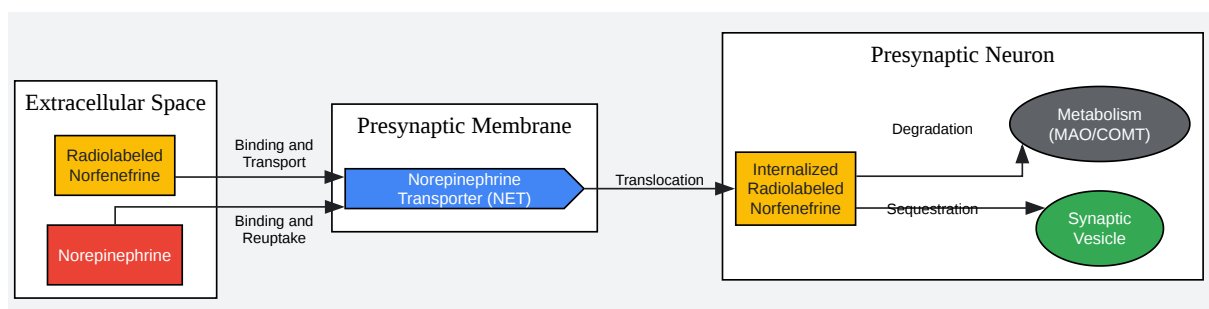 Extracellular Space
Radiolabeled
Norfenefrine
Norepinephrine
Binding and
Transport
Binding and
Reuptake
Presynaptic Membrane
Norepinephrine
Transporter (NET)
Translocation
Presynaptic Neuron
Internalized
Radiolabeled
Norfenefrine
Degradation
Sequestration
Metabolism
(MAO/COMT)
Synaptic
Vesicle